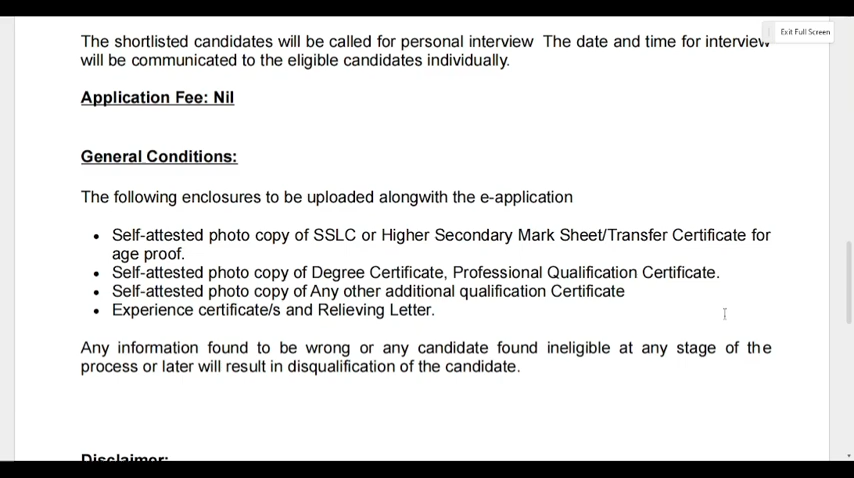 The shortlisted candidates will be called for personal interview The date and time for interview
will be communicated to the eligible candidates individually.
Exit Full Screen
Application Fee: Nil
General Conditions:
The following enclosures to be uploaded alongwith the e-application
• Self-attested photo copy of SSLC or Higher Secondary Mark Sheet/Transfer Certificate for
age proof.
• Self-attested photo copy of Degree Certificate, Professional Qualification Certificate.
• Self-attested photo copy of Any other additional qualification Certificate
• Experience certificate/s and Relieving Letter.
Any information found to be wrong or any candidate found ineligible at any stage of the
process or later will result in disqualification of the candidate.
Disclaimer: